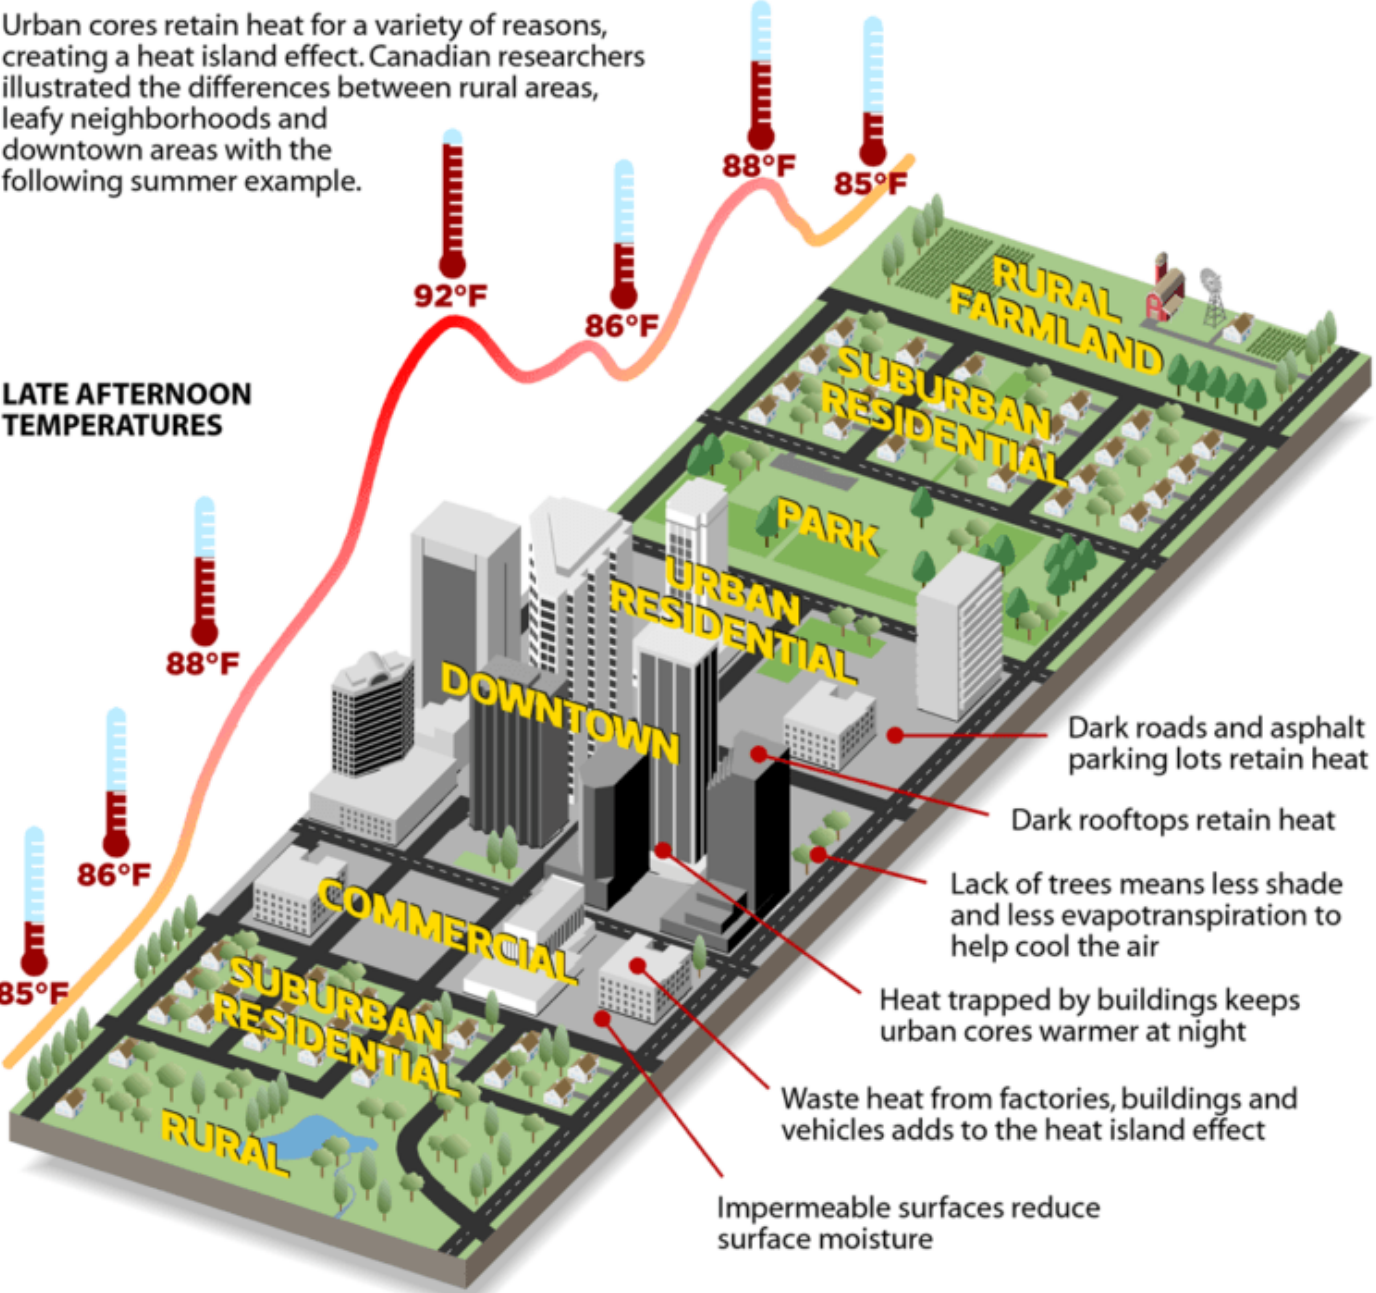 Urban cores retain heat for a variety of reasons,
creating a heat island effect. Canadian researchers
illustrated the differences between rural areas,
leafy neighborhoods and
downtown areas with the
following summer example.
88°F
85°F
92°F
86°F
LATE AFTERNOON
TEMPERATURES
88°F
86°F
85°F
RURAL
FARMLAND
SUBURBAN
RESIDENTIAL
PARK
URBAN
RESIDENTIAL
DOWNTOWN
COMMERCIAL
SUBURBAN
RESIDENTIAL
RURAL
Dark roads and asphalt
parking lots retain heat
Dark rooftops retain heat
Lack of trees means less shade
and less evapotranspiration to
help cool the air
Heat trapped by buildings keeps
urban cores warmer at night
Waste heat from factories, buildings and
vehicles adds to the heat island effect
Impermeable surfaces reduce
surface moisture